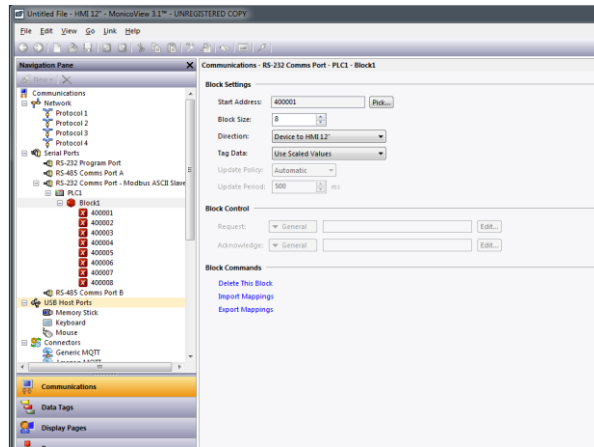 Untitled File - HMI 12" - MonicoView 3.1™ - UNREGISTERED COPY
File Edit View Go Link Help
Navigation Pane
New
Communications
Network
Protocol 1
Protocol 2
Protocol 3
Protocol 4
Serial Ports
RS-232 Program Port
RS-485 Comms Port A
RS-232 Comms Port - Modbus ASCII Slave
PLC1
Block1
400001
400002
400003
400004
400005
400006
400007
400008
RS-485 Comms Port B
USB Host Ports
Memory Stick
Keyboard
Mouse
Connectors
Generic MQTT
Communications
Data Tags
Display Pages
Communications - RS-232 Comms Port - PLC1 - Block1
Block Settings
Start Address: 400001 Pick...
Block Size: 8
Direction: Device to HMI 12"
Tag Data: Use Scaled Values
Update Policy: Automatic
Update Period: 500 ms
Block Control
Request: General Edit...
Acknowledge: General Edit...
Block Commands
Delete This Block
Import Mappings
Export Mappings